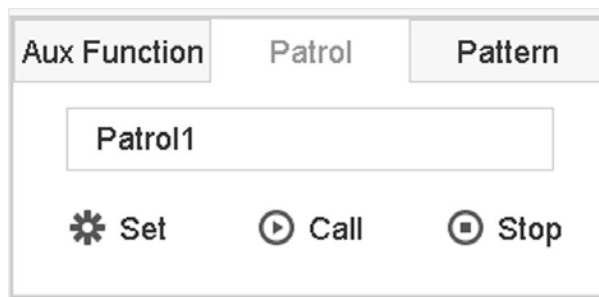 Aux Function Patrol Pattern
Patrol1
Set Call Stop